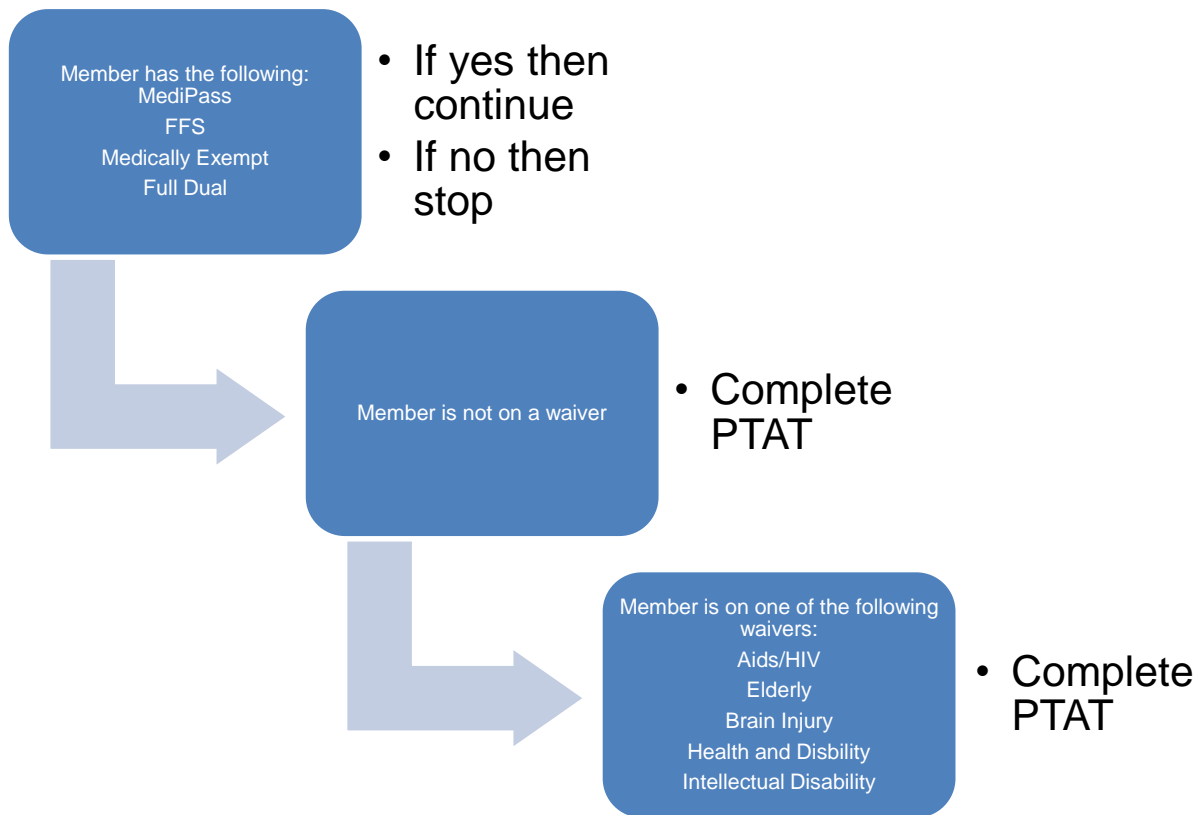 Member has the following:
MediPass
FFS
Medically Exempt
Full Dual
• If yes then
continue
• If no then
stop
Member is not on a waiver
• Complete
PTAT
Member is on one of the following
waivers:
Aids/HIV
Elderly
Brain Injury
Health and Disbility
Intellectual Disability
• Complete
PTAT